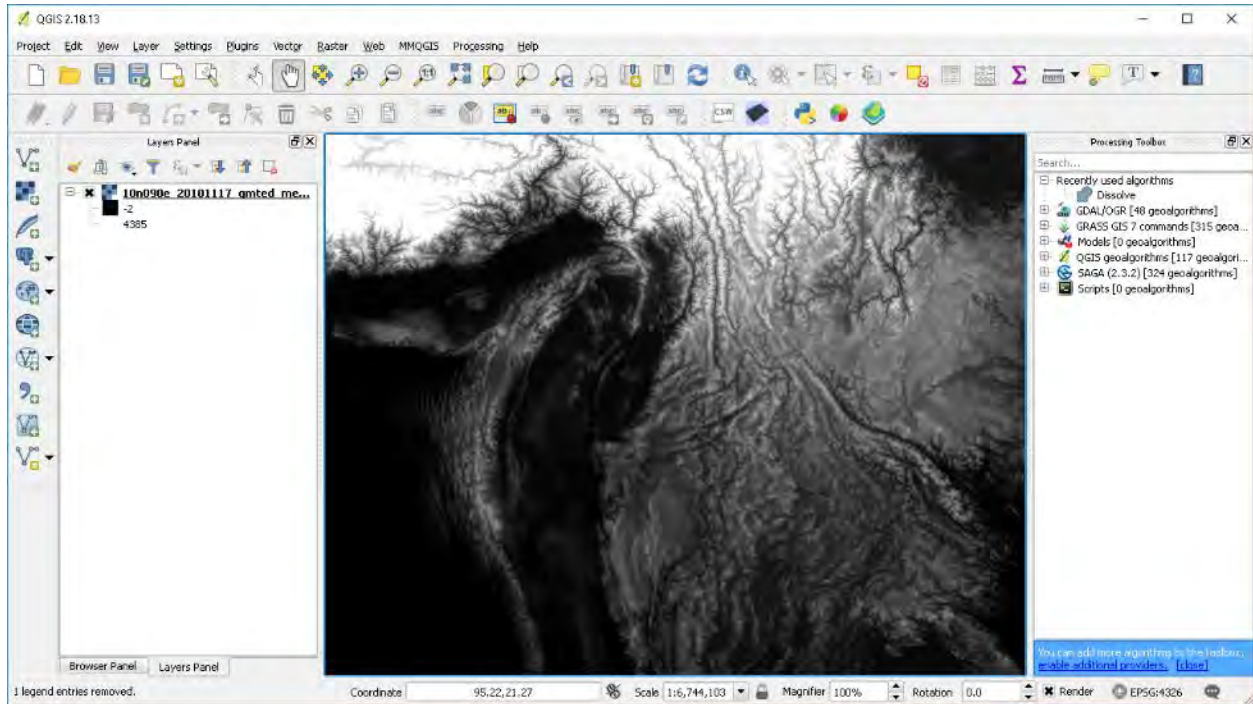 QGIS 2.18.13
Project Edit View Layer Settings Plugins Vector Raster Web MMQGIS Processing Help
Layers Panel
10n090e_20101117_gmted_me...
-2
4385
Browser Panel Layers Panel
Processing Toolbox
Search...
Recently used algorithms
Dissolve
GDAL/OGR [48 geoalgorithms]
GRASS GIS 7 commands [315 geoa...
Models [0 geoalgorithms]
QGIS geoalgorithms [117 geoalgori...
SAGA (2.3.2) [324 geoalgorithms]
Scripts [0 geoalgorithms]
You can add more algorithms to the toolbox,
enable additional providers. [close]
1 legend entries removed. Coordinate 95.22,21.27 Scale 1:6,744,103 Magnifier 100% Rotation 0.0 Render EPSG:4326